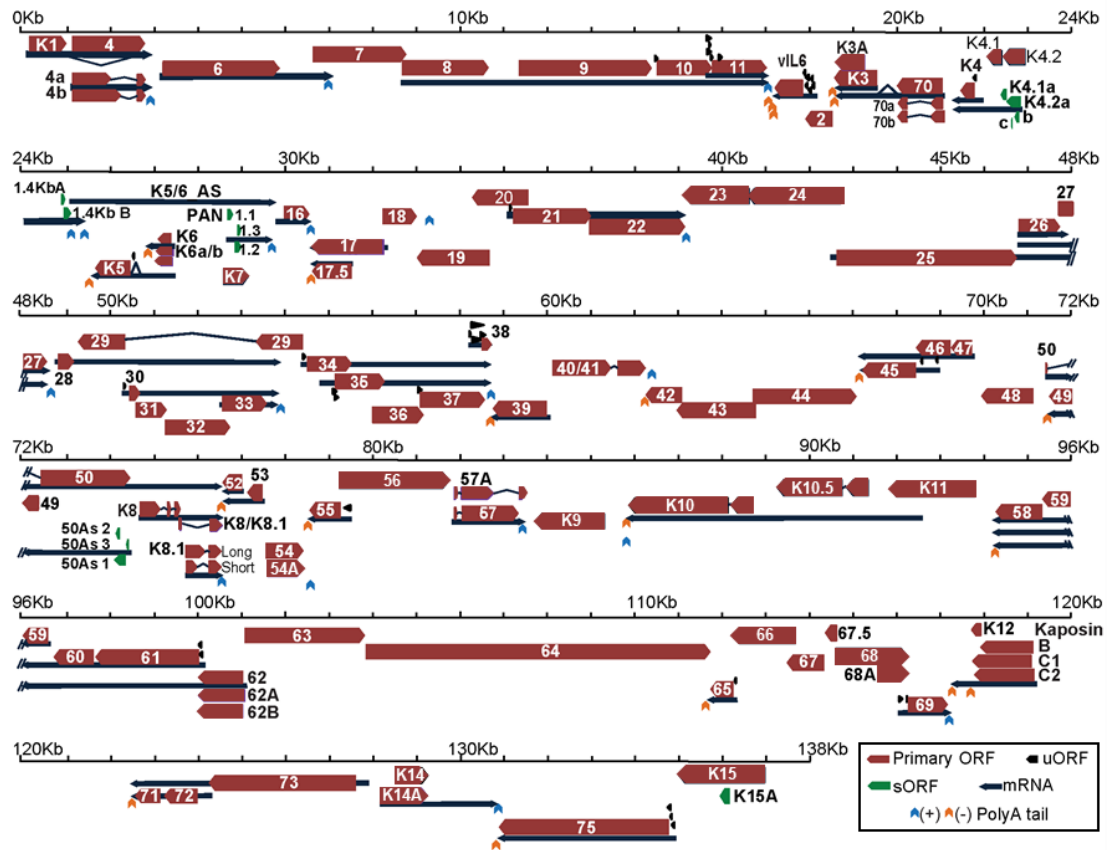 0Kb 10Kb 20Kb 24Kb
K1 4 7 K3A K4.1 K4.2
6 8 9 10 11 vIL6 K3 70 K4
4a K4.1a
4b 70a K4.2a
2 70b c b
24Kb 30Kb 40Kb 45Kb 48Kb
1.4KbA K5/6 AS 20 23 24 27
1.4Kb B PAN 1.1 16 18 21
1.3 22 26
K6 1.2 17
K6a/b 19 25
K5 K7 17.5
48Kb 50Kb 60Kb 70Kb 72Kb
29 29 38 46 47 50
27 28 34 40/41 45
30 35
31 33 37 42 44 48 49
32 36 39 43
72Kb 80Kb 90Kb 96Kb
50 52 53 56 57A K10.5 K11
49 K8 55 67 K10 59
50As 2 K8/K8.1 K9 58
50As 3 K8.1 Long 54
50As 1 Short 54A
96Kb 100Kb 110Kb 120Kb
59 63 66 67.5 K12 Kaposin
60 61 64 67 68 B
62 68A C1
62A 65 C2
62B 69
120Kb 130Kb 138Kb
73 K14 K15
71 72 K14A K15A
75
Primary ORF uORF
sORF mRNA
(+) (-) PolyA tail